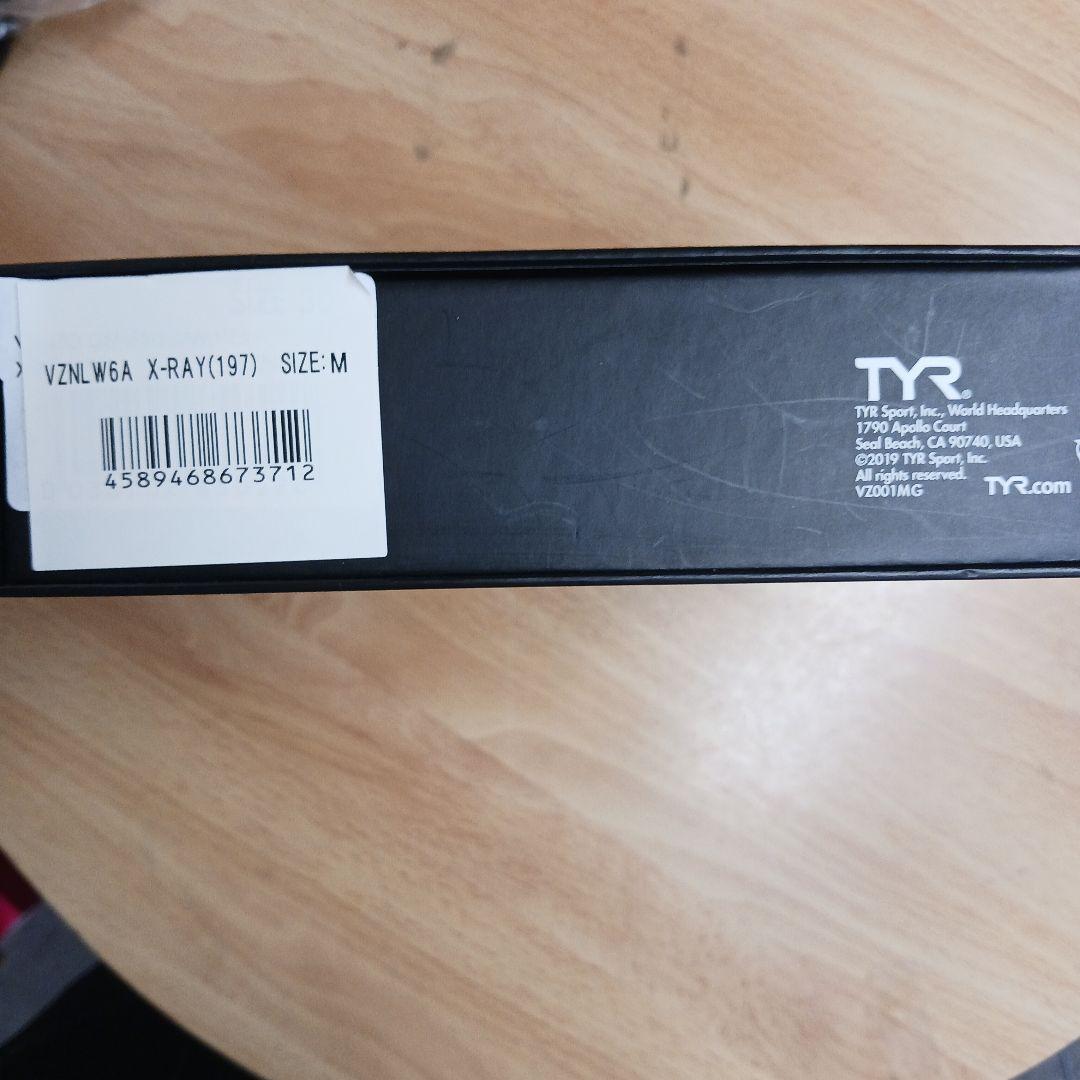 VZNLW6A X-RAY(197) SIZE:M
4589468673712
TYR®
TYR Sport, Inc., World Headquarters
1790 Apollo Court
Seal Beach, CA 90740, USA
©2019 TYR Sport, Inc.
All rights reserved.
VZ001MG
TYR.com